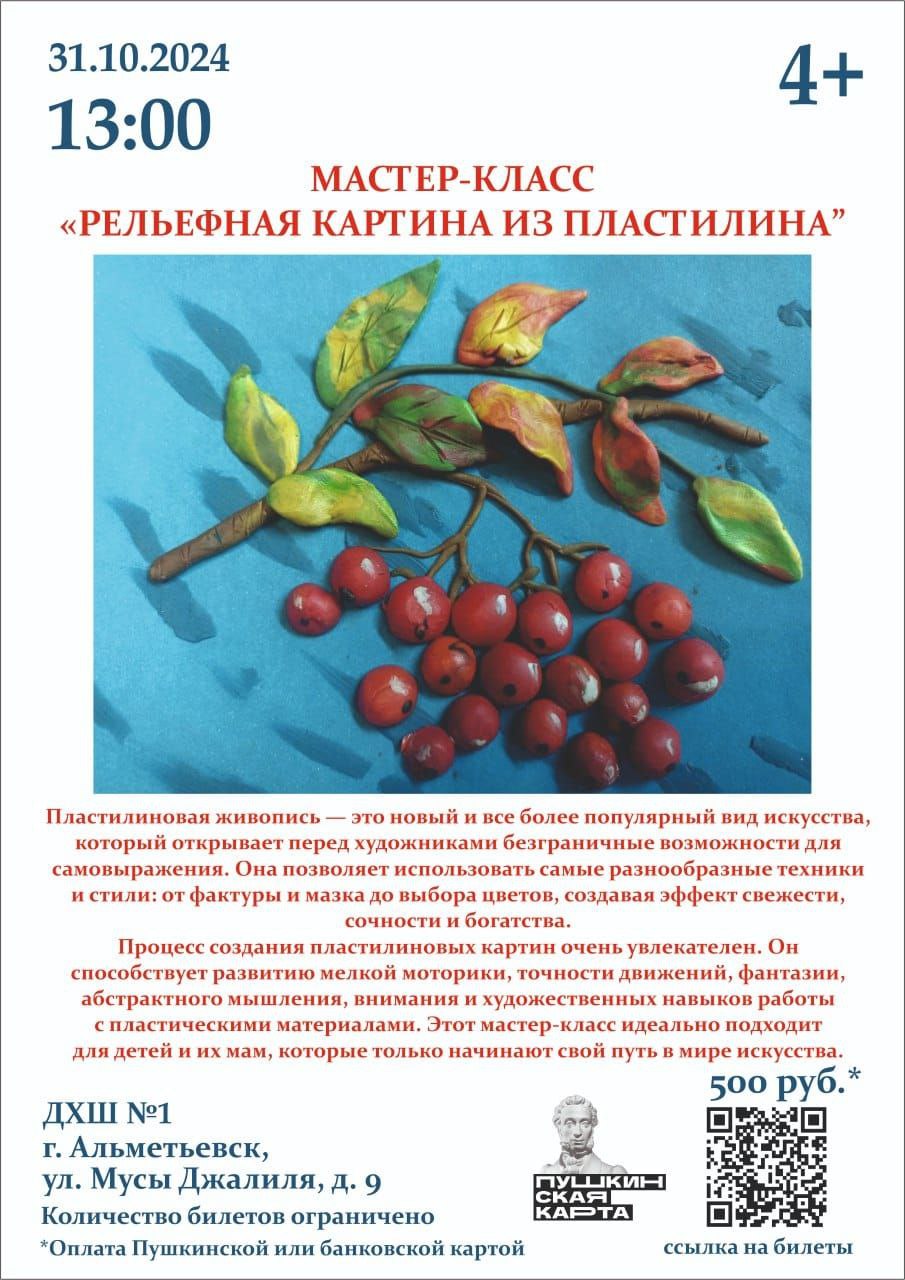 31.10.2024
4+
13:00
МАСТЕР-КЛАСС
«РЕЛЬЕФНАЯ КАРТИНА ИЗ ПЛАСТИЛИНА”
Пластилиновая живопись — это новый и все более популярный вид искусства,
который открывает перед художниками безграничные возможности для
самовыражения. Она позволяет использовать самые разнообразные техники
и стили: от фактуры и мазка до выбора цветов, создавая эффект свежести,
сочности и богатства.
Процесс создания пластилиновых картин очень увлекателен. Он
способствует развитию мелкой моторики, точности движений, фантазии,
абстрактного мышления, внимания и художественных навыков работы
с пластическими материалами. Этот мастер-класс идеально подходит
для детей и их мам, которые только начинают свой путь в мире искусства.
500 руб.*
ДХШ №1
г. Альметьевск,
ул. Мусы Джалиля, д. 9
Количество билетов ограничено
*Оплата Пушкинской или банковской картой
ПУШКИН
СКАЯ
КАРТА
ссылка на билеты